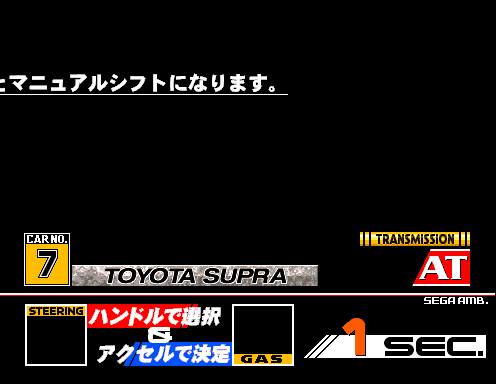 とマニュアルシフトになります。
CAR NO.
7
TOYOTA SUPRA
TRANSMISSION
AT
SEGA AMB.
STEERING
ハンドルで選択
&
アクセルで決定
GAS
1 SEC.